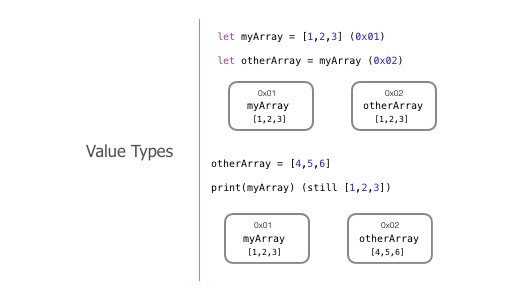 Value Types
let myArray = [1,2,3] (0x01)
let otherArray = myArray (0x02)
0x01
myArray
[1,2,3]
0x02
otherArray
[1,2,3]
otherArray = [4,5,6]
print(myArray) (still [1,2,3])
0x01
myArray
[1,2,3]
0x02
otherArray
[4,5,6]